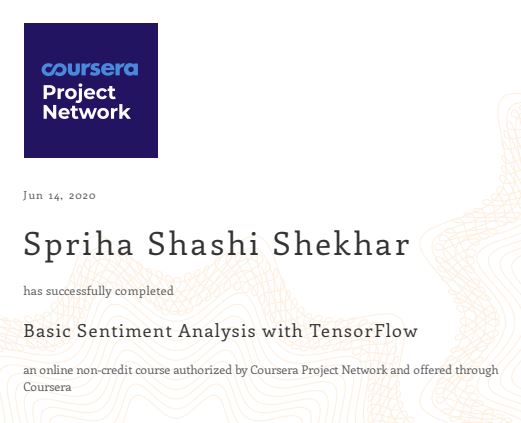 coursera
Project
Network
Jun 14, 2020
Spriha Shashi Shekhar
has successfully completed
Basic Sentiment Analysis with TensorFlow
an online non-credit course authorized by Coursera Project Network and offered through
Coursera